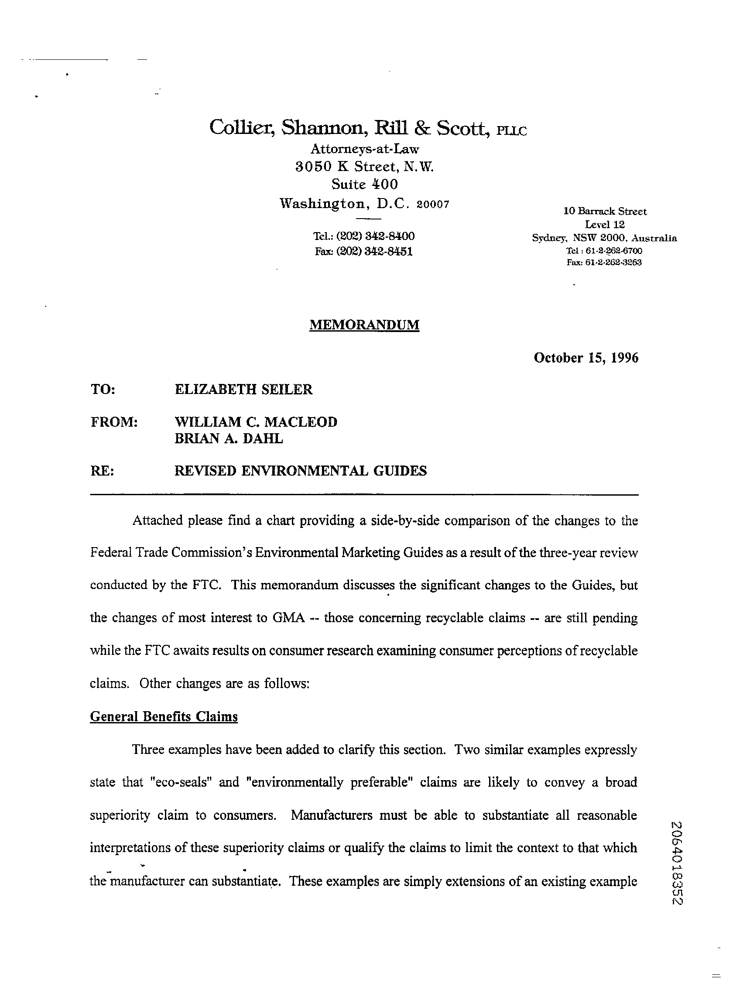 Collier, Shannon, Rill & Scott, PLLC
Attorneys-at-Law
3050 K Street, N.W.
Suite 400
Washington, D.C. 20007
Tel.: (202) 342-8400
Fax: (202) 342-8451
10 Barrack Street
Level 12
Sydney, NSW 2000, Australia
Tel : 61-2-262-6700
Fax: 61-2-262-3263
MEMORANDUM
October 15, 1996
TO: ELIZABETH SEILER
FROM: WILLIAM C. MACLEOD
BRIAN A. DAHL
RE: REVISED ENVIRONMENTAL GUIDES
Attached please find a chart providing a side-by-side comparison of the changes to the
Federal Trade Commission's Environmental Marketing Guides as a result of the three-year review
conducted by the FTC. This memorandum discusses the significant changes to the Guides, but
the changes of most interest to GMA -- those concerning recyclable claims -- are still pending
while the FTC awaits results on consumer research examining consumer perceptions of recyclable
claims. Other changes are as follows:
General Benefits Claims
Three examples have been added to clarify this section. Two similar examples expressly
state that "eco-seals" and "environmentally preferable" claims are likely to convey a broad
superiority claim to consumers. Manufacturers must be able to substantiate all reasonable
interpretations of these superiority claims or qualify the claims to limit the context to that which
the manufacturer can substantiate. These examples are simply extensions of an existing example
2064018352